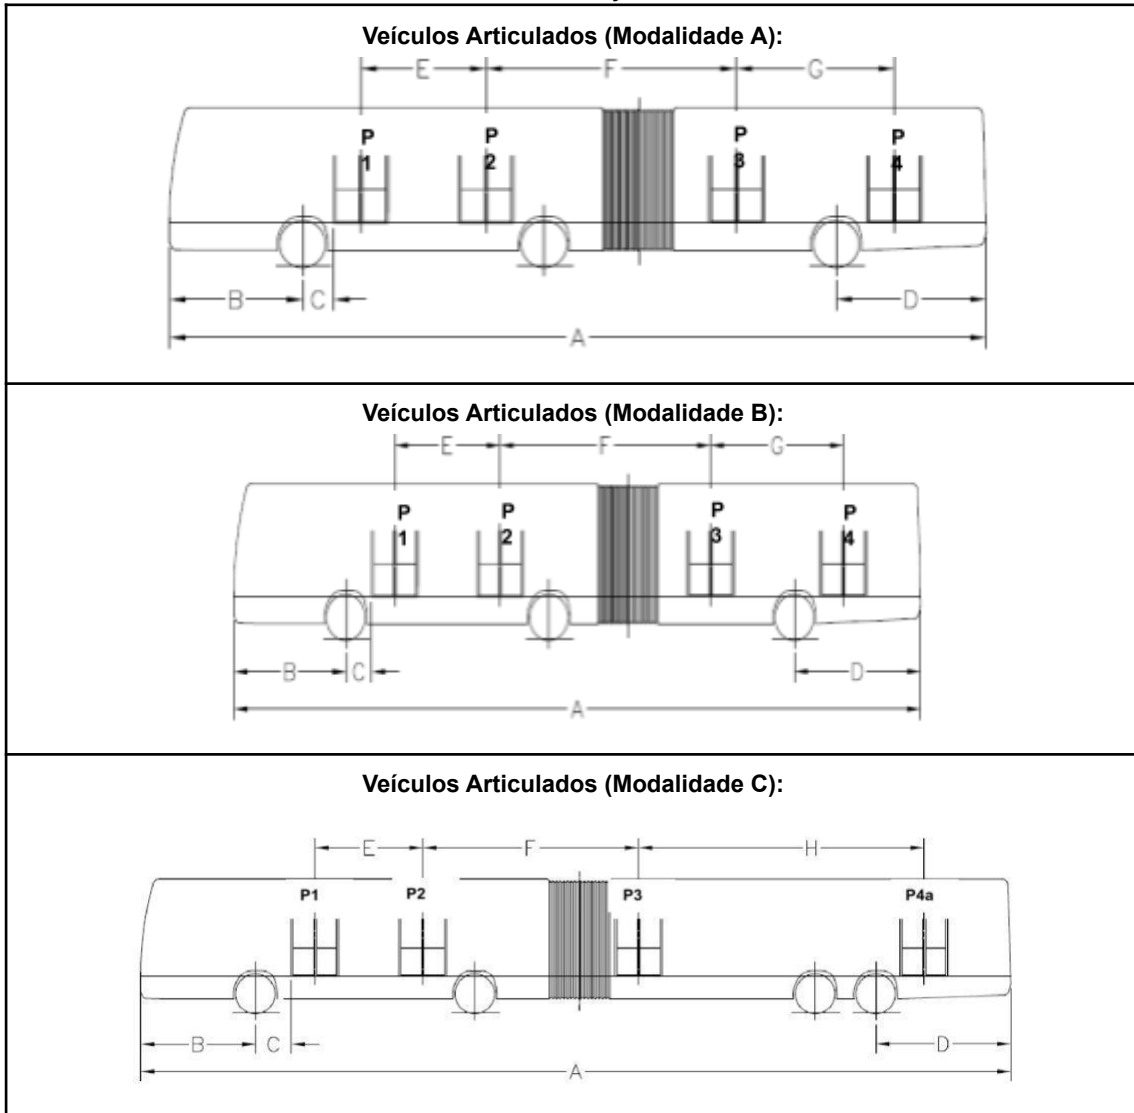 Veículos Articulados (Modalidade A):
E F G
P P P P
1 2 3 4
B C D
A
Veículos Articulados (Modalidade B):
E F G
P P P P
1 2 3 4
B C D
A
Veículos Articulados (Modalidade C):
E F H
P1 P2 P3 P4a
B C D
A